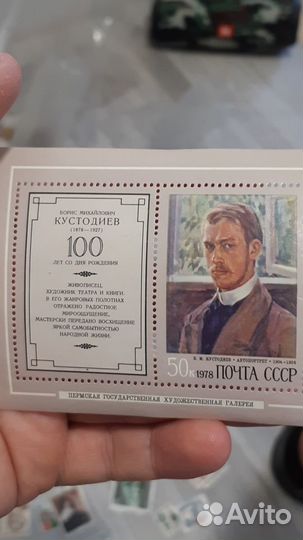 БОРИС МИХАЙЛОВИЧ
КУСТОДИЕВ
(1878—1927)
100
ЛЕТ СО ДНЯ РОЖДЕНИЯ
ЖИВОПИСЕЦ,
ХУДОЖНИК ТЕАТРА И КНИГИ.
В ЕГО ЖАНРОВЫХ ПОЛОТНАХ
ОТРАЖЕНО РАДОСТНОЕ
МИРООЩУЩЕНИЕ,
МАСТЕРСКИ ПЕРЕДАНО ВОСХИЩЕНИЕ
ЯРКОЙ САМОБЫТНОСТЬЮ
НАРОДНОЙ ЖИЗНИ.
Б. М. КУСТОДИЕВ • АВТОПОРТРЕТ •
50к 1978 ПОЧТА СССР
ПЕРМСКАЯ ГОСУДАРСТВЕННАЯ ХУДОЖЕСТВЕННАЯ ГАЛЕРЕЯ
Avito